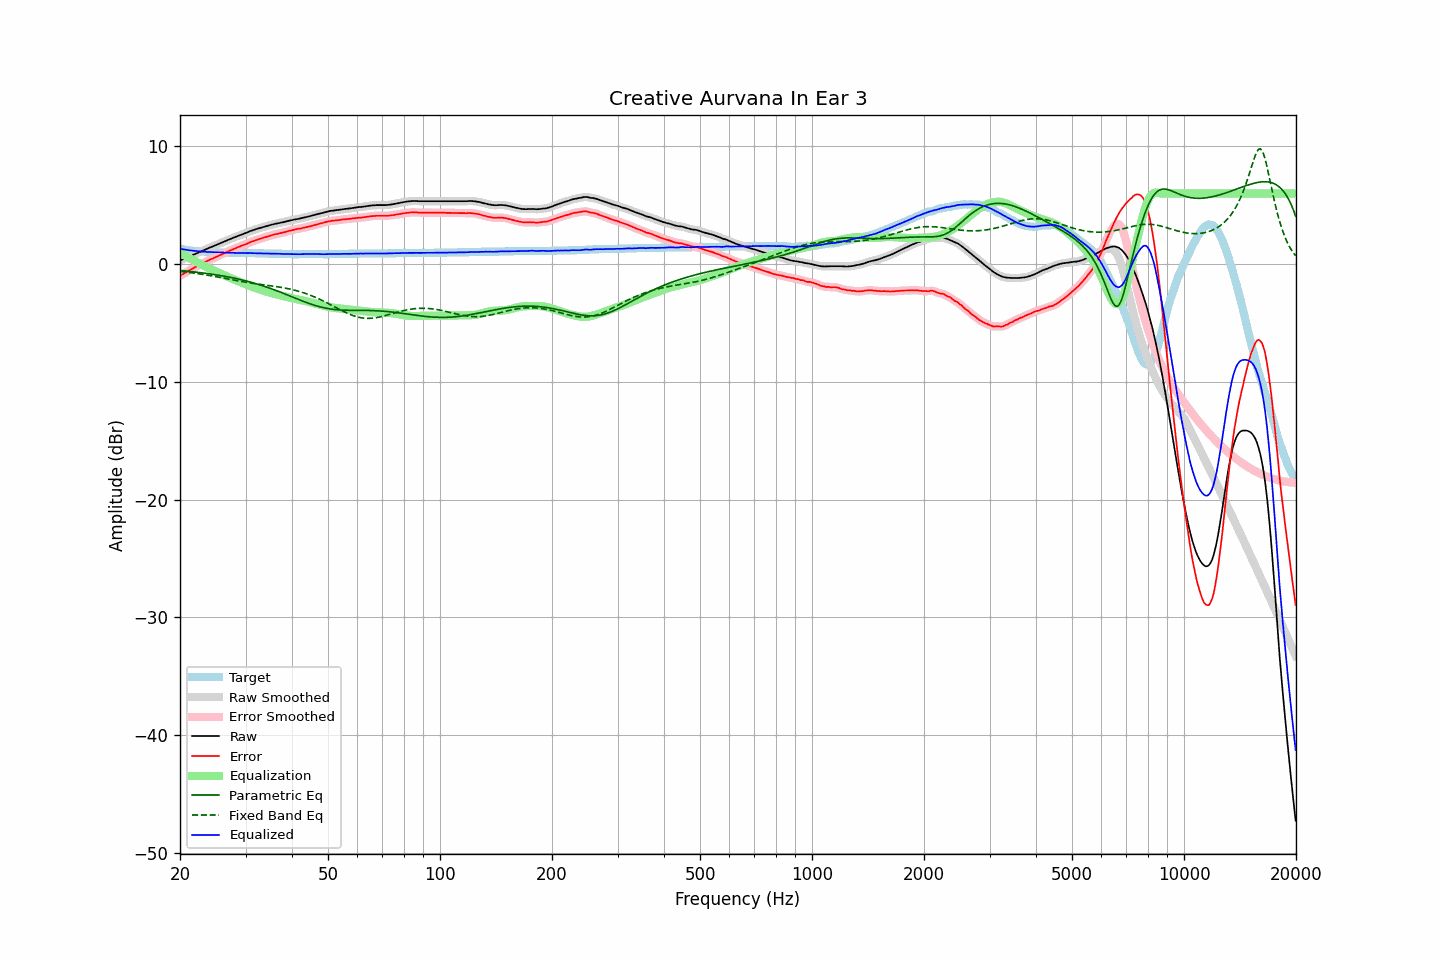 Creative Aurvana In Ear 3
Amplitude (dBr)
10
0
−10
−20
−30
−40
−50
Target
Raw Smoothed
Error Smoothed
Raw
Error
Equalization
Parametric Eq
Fixed Band Eq
Equalized
20 50 100 200 500 1000 2000 5000 10000 20000
Frequency (Hz)